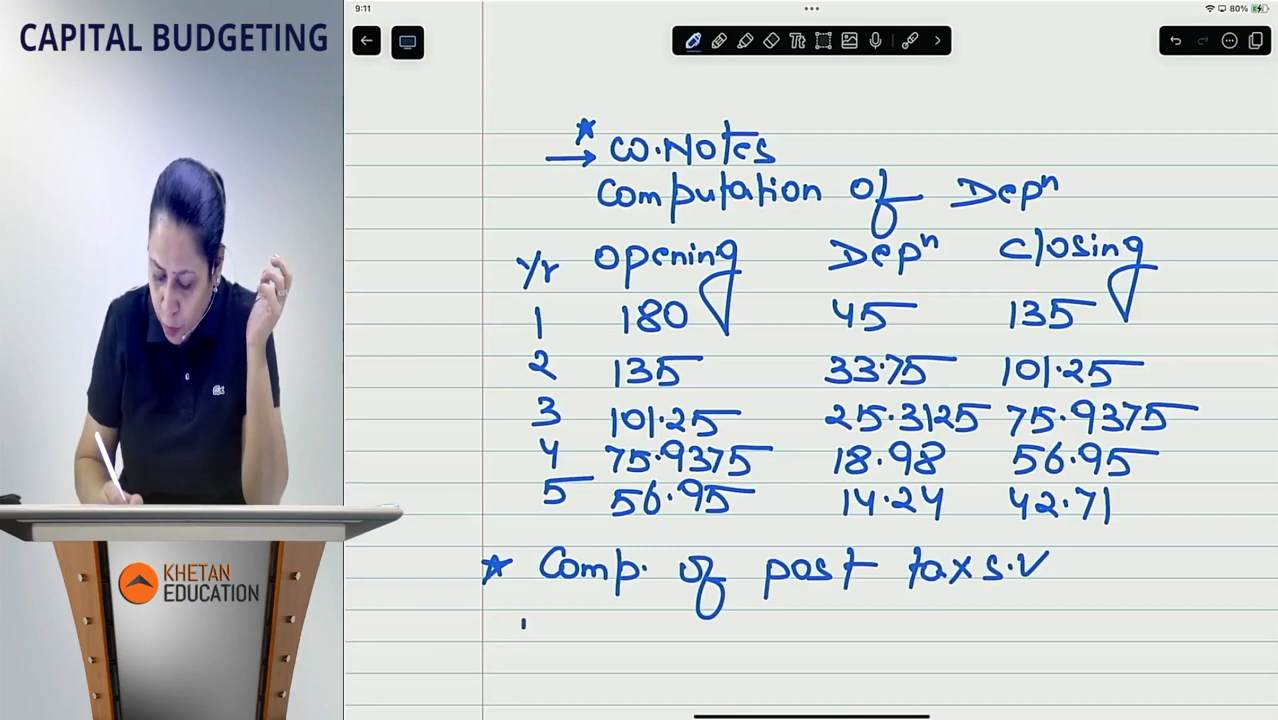 CAPITAL BUDGETING
9:11
80%
Tt
→ * W·Notes
Computation of Depⁿ
Yr Opening Depⁿ Closing
1 180 45 135
2 135 33.75 101.25
3 101.25 25.3125 75.9375
4 75.9375 18.98 56.95
5 56.95 14.24 42.71
* Comp. of post tax S.V
KHETAN
EDUCATION